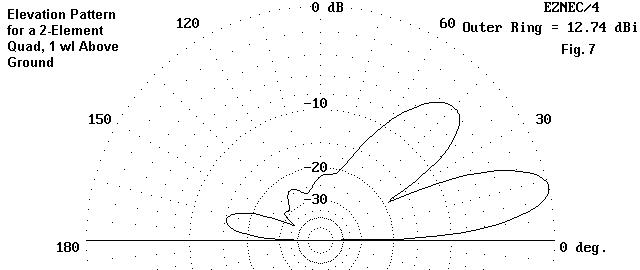 Elevation Pattern
for a 2-Element
Quad, 1 wl Above
Ground
0 dB
EZNEC/4
Outer Ring = 12.74 dBi
Fig. 7
120
60
150
-10
30
-20
-30
180
0 deg.